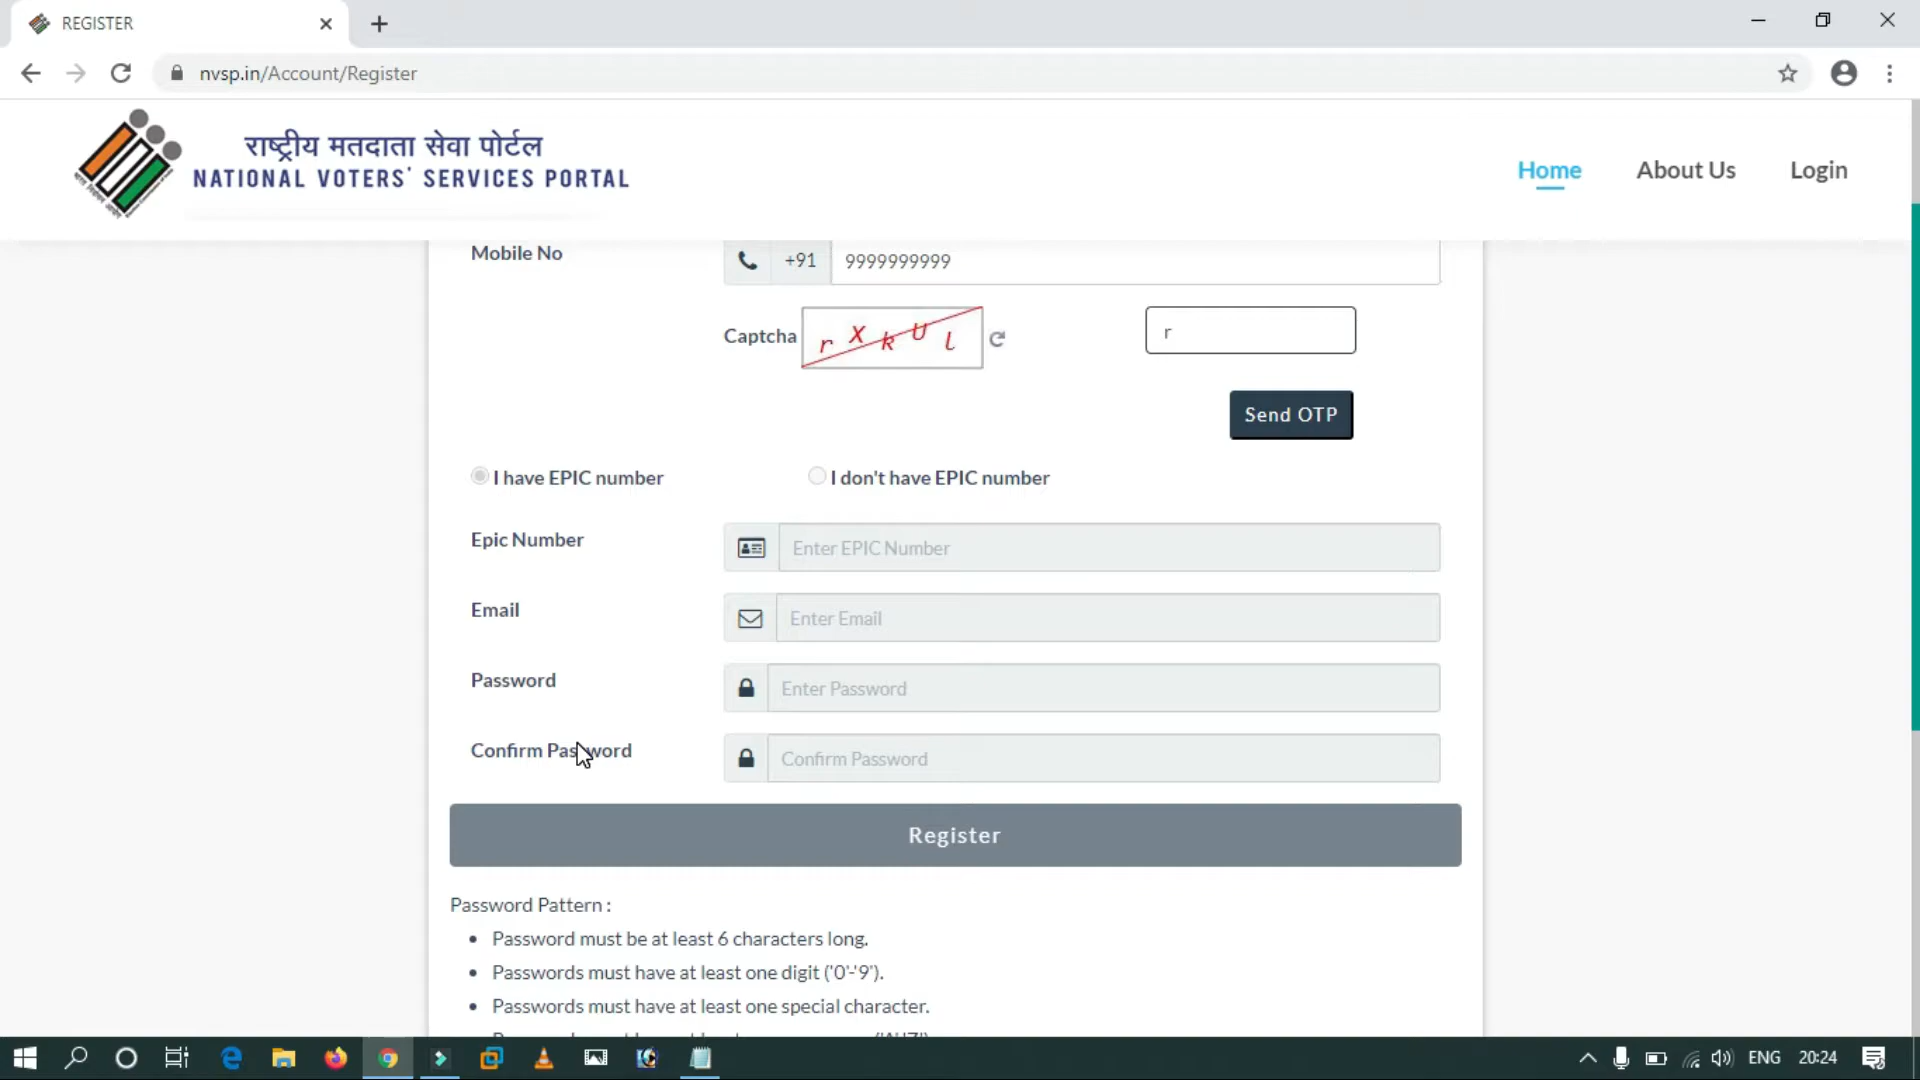 REGISTER
nvsp.in/Account/Register
राष्ट्रीय मतदाता सेवा पोर्टल
NATIONAL VOTERS' SERVICES PORTAL
Home
About Us
Login
Mobile No
+91
9999999999
Captcha
r X k U l
r
Send OTP
I have EPIC number
I don't have EPIC number
Epic Number
Enter EPIC Number
Email
Enter Email
Password
Enter Password
Confirm Password
Confirm Password
Register
Password Pattern :
Password must be at least 6 characters long.
Passwords must have at least one digit ('0'-'9').
Passwords must have at least one special character.
ENG
20:24